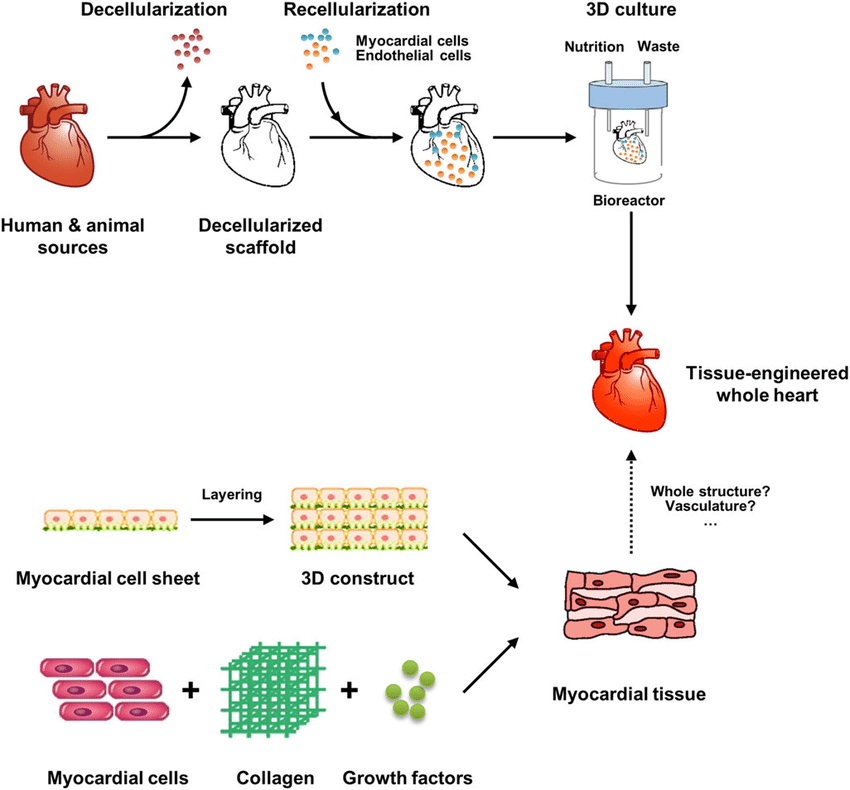 Decellularization
Recellularization
3D culture
Myocardial cells
Endothelial cells
Nutrition
Waste
Bioreactor
Human & animal
sources
Decellularized
scaffold
Tissue-engineered
whole heart
Whole structure?
Vasculature?
...
Layering
Myocardial cell sheet
3D construct
Myocardial tissue
+
+
Myocardial cells
Collagen
Growth factors